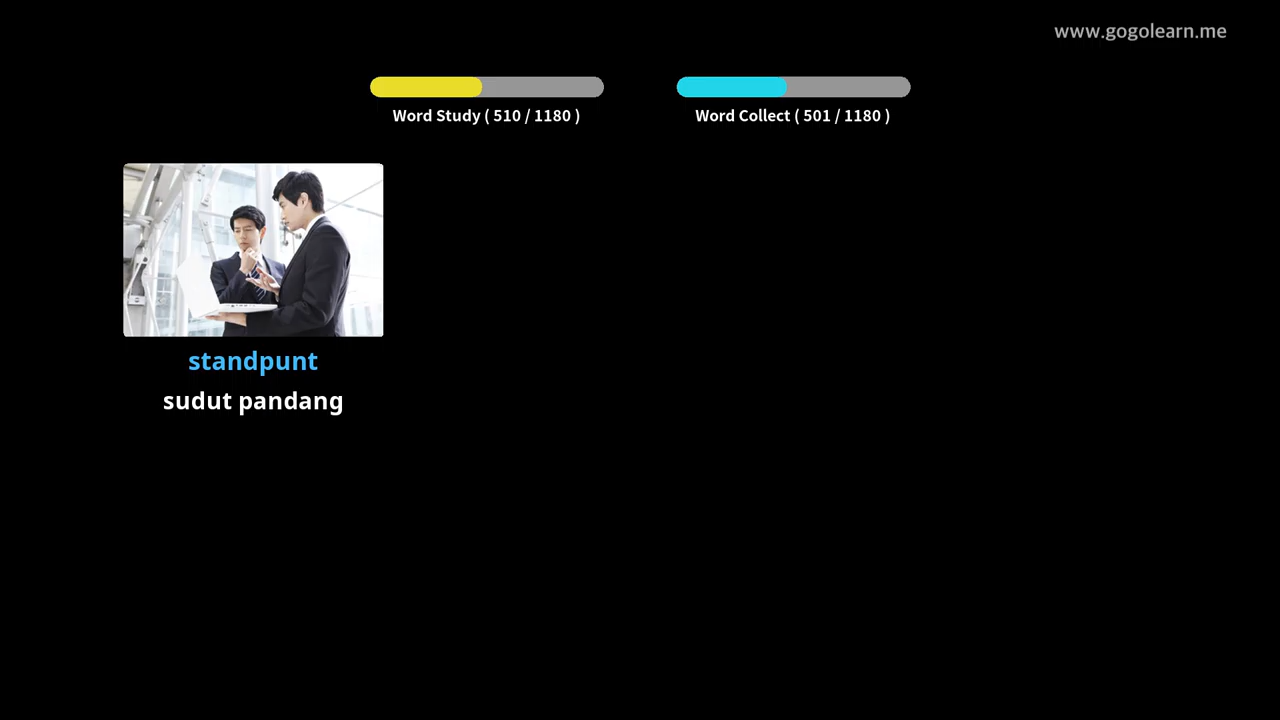 www.gogolearn.me
Word Study ( 510 / 1180 )
Word Collect ( 501 / 1180 )
standpunt
sudut pandang